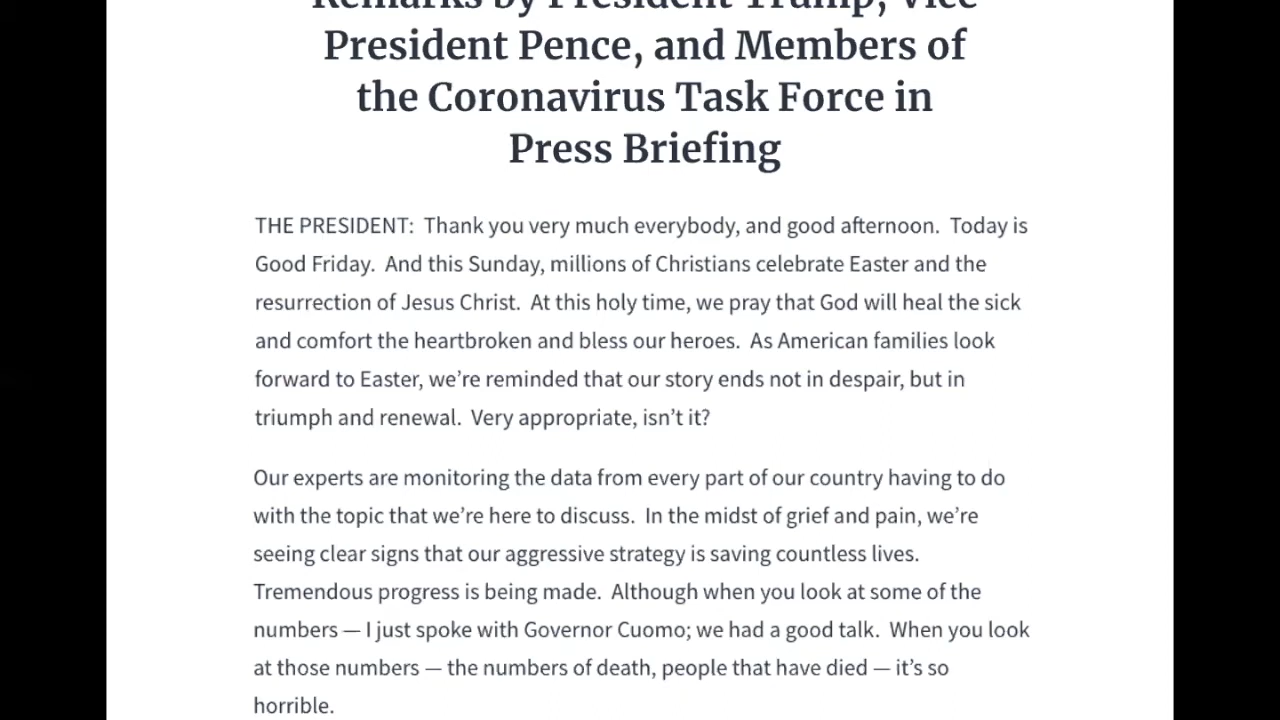 Remarks by President Trump, Vice
President Pence, and Members of
the Coronavirus Task Force in
Press Briefing
THE PRESIDENT:  Thank you very much everybody, and good afternoon.  Today is
Good Friday.  And this Sunday, millions of Christians celebrate Easter and the
resurrection of Jesus Christ.  At this holy time, we pray that God will heal the sick
and comfort the heartbroken and bless our heroes.  As American families look
forward to Easter, we’re reminded that our story ends not in despair, but in
triumph and renewal.  Very appropriate, isn’t it?
Our experts are monitoring the data from every part of our country having to do
with the topic that we’re here to discuss.  In the midst of grief and pain, we’re
seeing clear signs that our aggressive strategy is saving countless lives.
Tremendous progress is being made.  Although when you look at some of the
numbers — I just spoke with Governor Cuomo; we had a good talk.  When you look
at those numbers — the numbers of death, people that have died — it’s so
horrible.